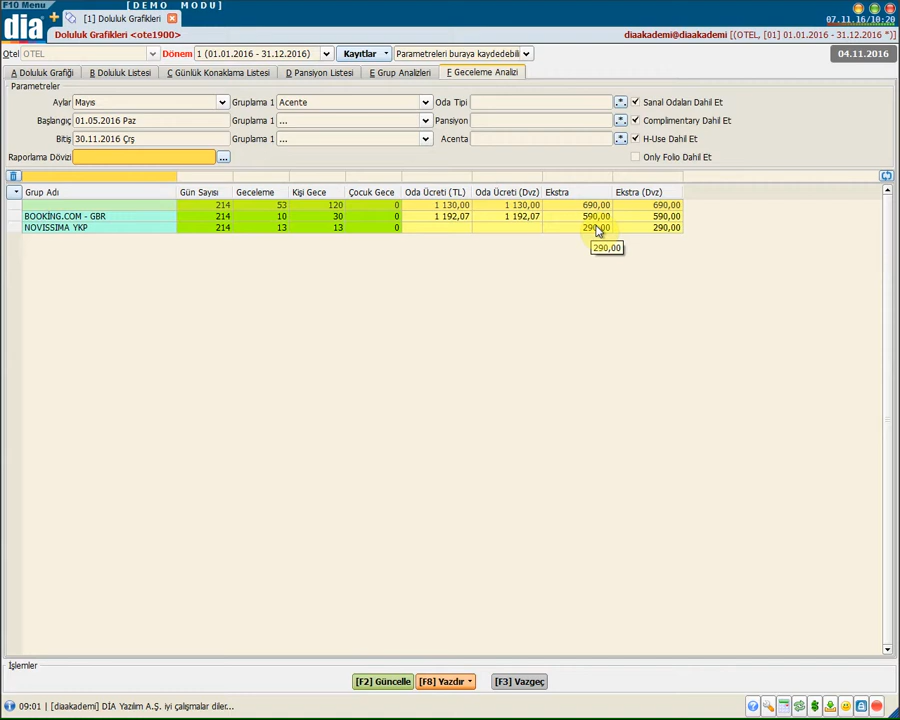 F10 Menu
[ D E M O   M O D U ]
dia
[1] Doluluk Grafikleri
07.11.16/10:20
Doluluk Grafikleri <ote1900>
diaakademi@diaakademi [(OTEL, [01] 01.01.2016 - 31.12.2016 *)]
Otel OTEL Dönem 1 (01.01.2016 - 31.12.2016) Kayıtlar Parametreleri buraya kaydedebili 04.11.2016
A Doluluk Grafiği B Doluluk Listesi C Günlük Konaklama Listesi D Pansiyon Listesi E Grup Analizleri F Geceleme Analizi
Parametreler
Aylar Mayıs Gruplama 1 Acente Oda Tipi Sanal Odaları Dahil Et
Başlangıç 01.05.2016 Paz Gruplama 1 ... Pansiyon Complimentary Dahil Et
Bitiş 30.11.2016 Çrş Gruplama 1 ... Acenta H-Use Dahil Et
Raporlama Dövizi ... Only Folio Dahil Et
Grup Adı Gün Sayısı Geceleme Kişi Gece Çocuk Gece Oda Ücreti (TL) Oda Ücreti (Dvz) Ekstra Ekstra (Dvz)
214 53 120 0 1 130,00 1 130,00 690,00 690,00
BOOKİNG.COM - GBR 214 10 30 0 1 192,07 1 192,07 590,00 590,00
NOVISSIMA YKP 214 13 13 0 290,00 290,00
290,00
İşlemler
[F2] Güncelle [F8] Yazdır [F3] Vazgeç
09:01 | [diaakademi] DİA Yazılım A.Ş. iyi çalışmalar diler...